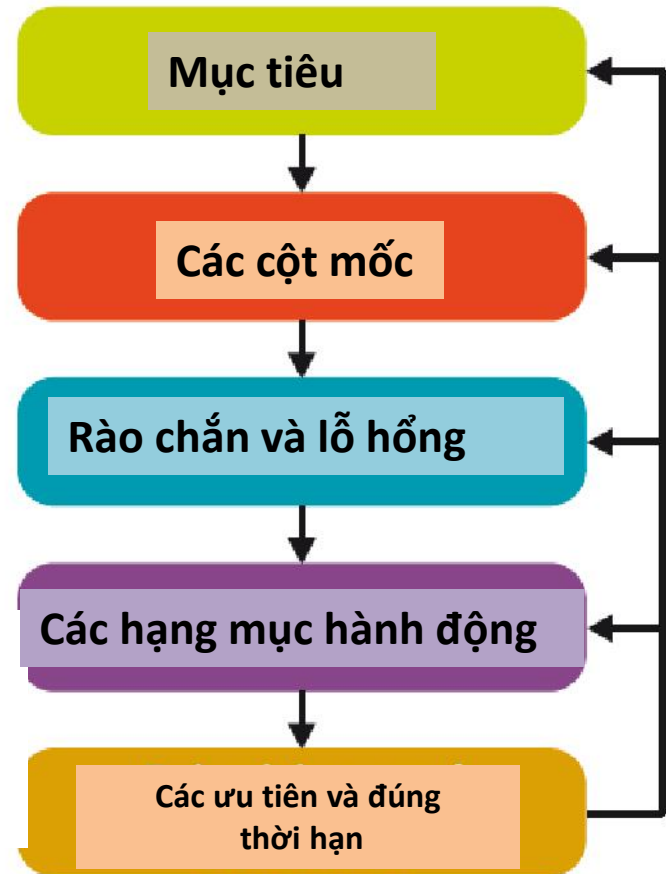 Mục tiêu
Các cột mốc
Rào chắn và lỗ hổng
Các hạng mục hành động
Các ưu tiên và đúng
thời hạn